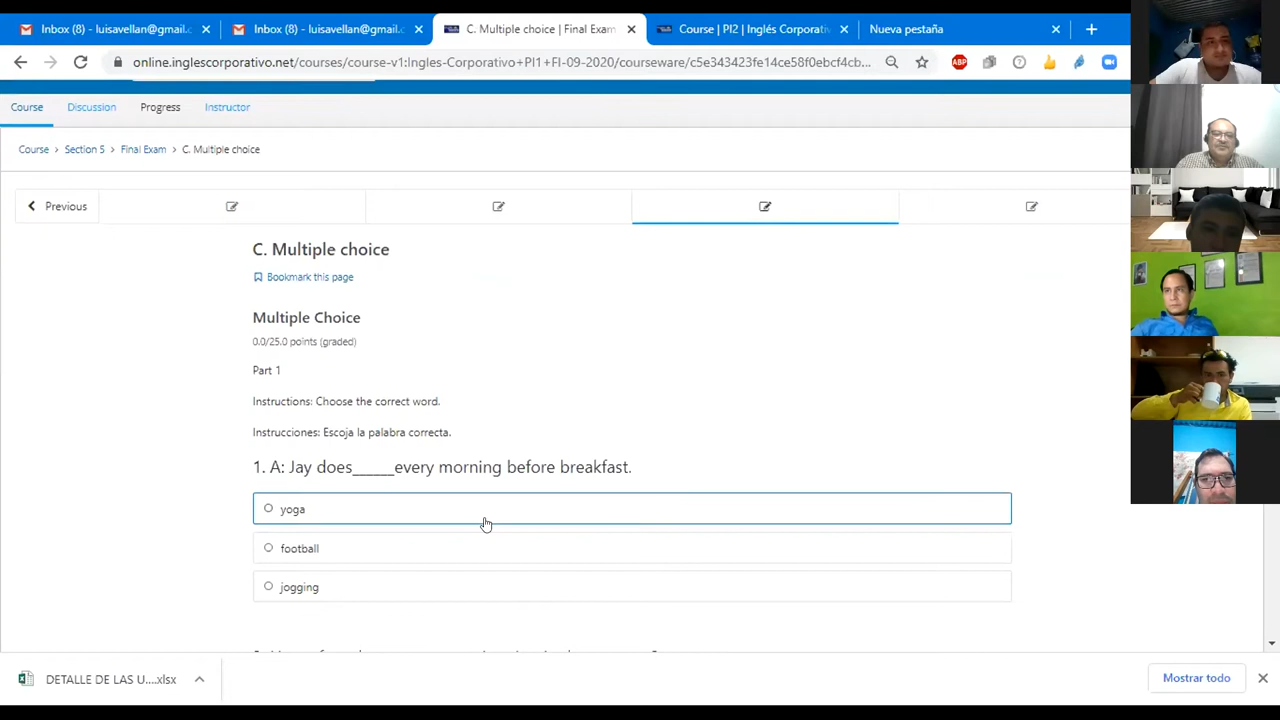 Inbox (8) - luisavellan@gmail.c
Inbox (8) - luisavellan@gmail.c
C. Multiple choice | Final Exam
Course | PI2 | Inglés Corporativ
Nueva pestaña
online.inglescorporativo.net/courses/course-v1:Ingles-Corporativo+PI1+FI-09-2020/courseware/c5e343423fe14ce58f0ebcf4cb...
ABP
Course
Discussion
Progress
Instructor
Course > Section 5 > Final Exam > C. Multiple choice
Previous
C. Multiple choice
Bookmark this page
Multiple Choice
0.0/25.0 points (graded)
Part 1
Instructions: Choose the correct word.
Instrucciones: Escoja la palabra correcta.
1. A: Jay does______every morning before breakfast.
yoga
football
jogging
DETALLE DE LAS U....xlsx
Mostrar todo